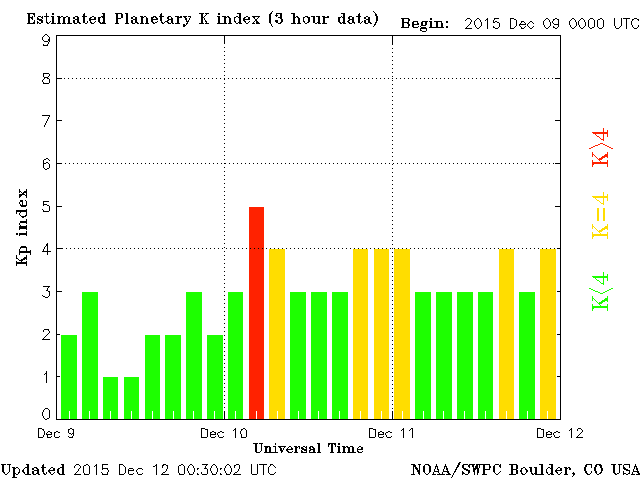 Estimated Planetary K index (3 hour data) Begin: 2015 Dec 09 0000 UTC
9
8
7
6
5
4
3
2
1
0
Kp index
K>4
K=4
K<4
Dec 9 Dec 10 Dec 11 Dec 12
Universal Time
Updated 2015 Dec 12 00:30:02 UTC NOAA/SWPC Boulder, CO USA